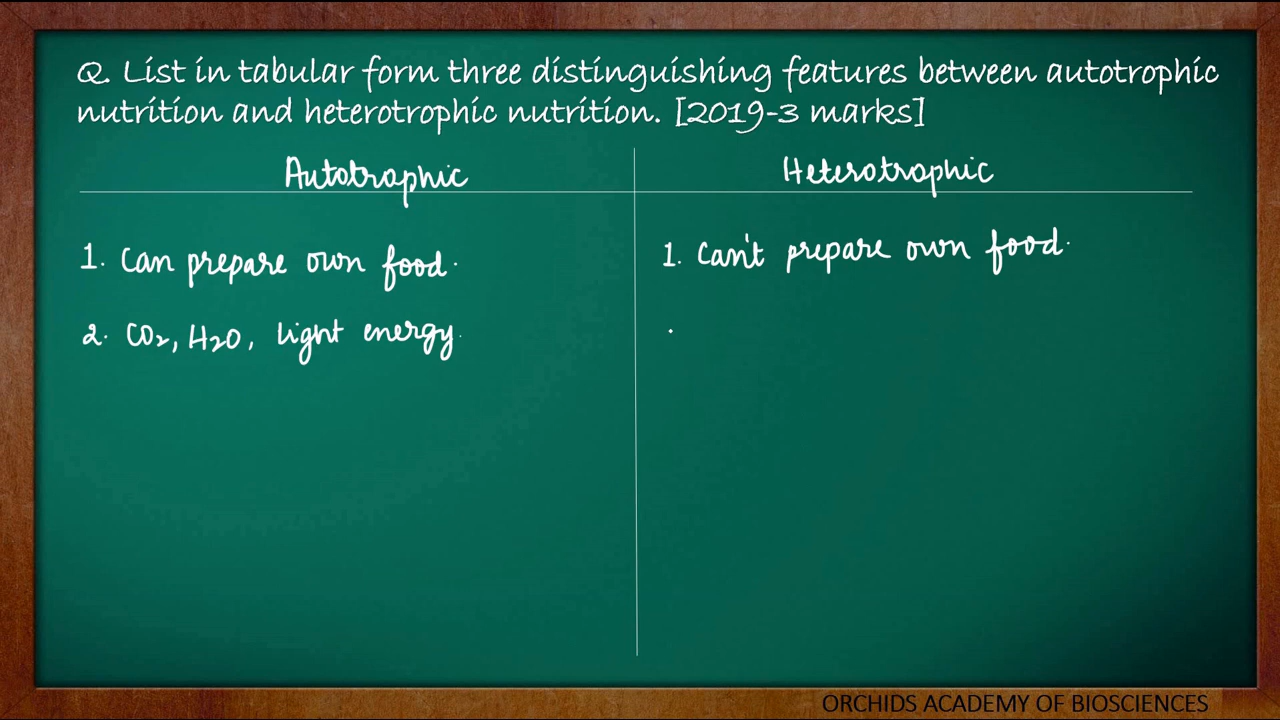 Q. List in tabular form three distinguishing features between autotrophic
nutrition and heterotrophic nutrition. [2019-3 marks]
Autotrophic Heterotrophic
1. Can prepare own food. 1. Can't prepare own food.
2. CO₂, H₂O, light energy.
ORCHIDS ACADEMY OF BIOSCIENCES